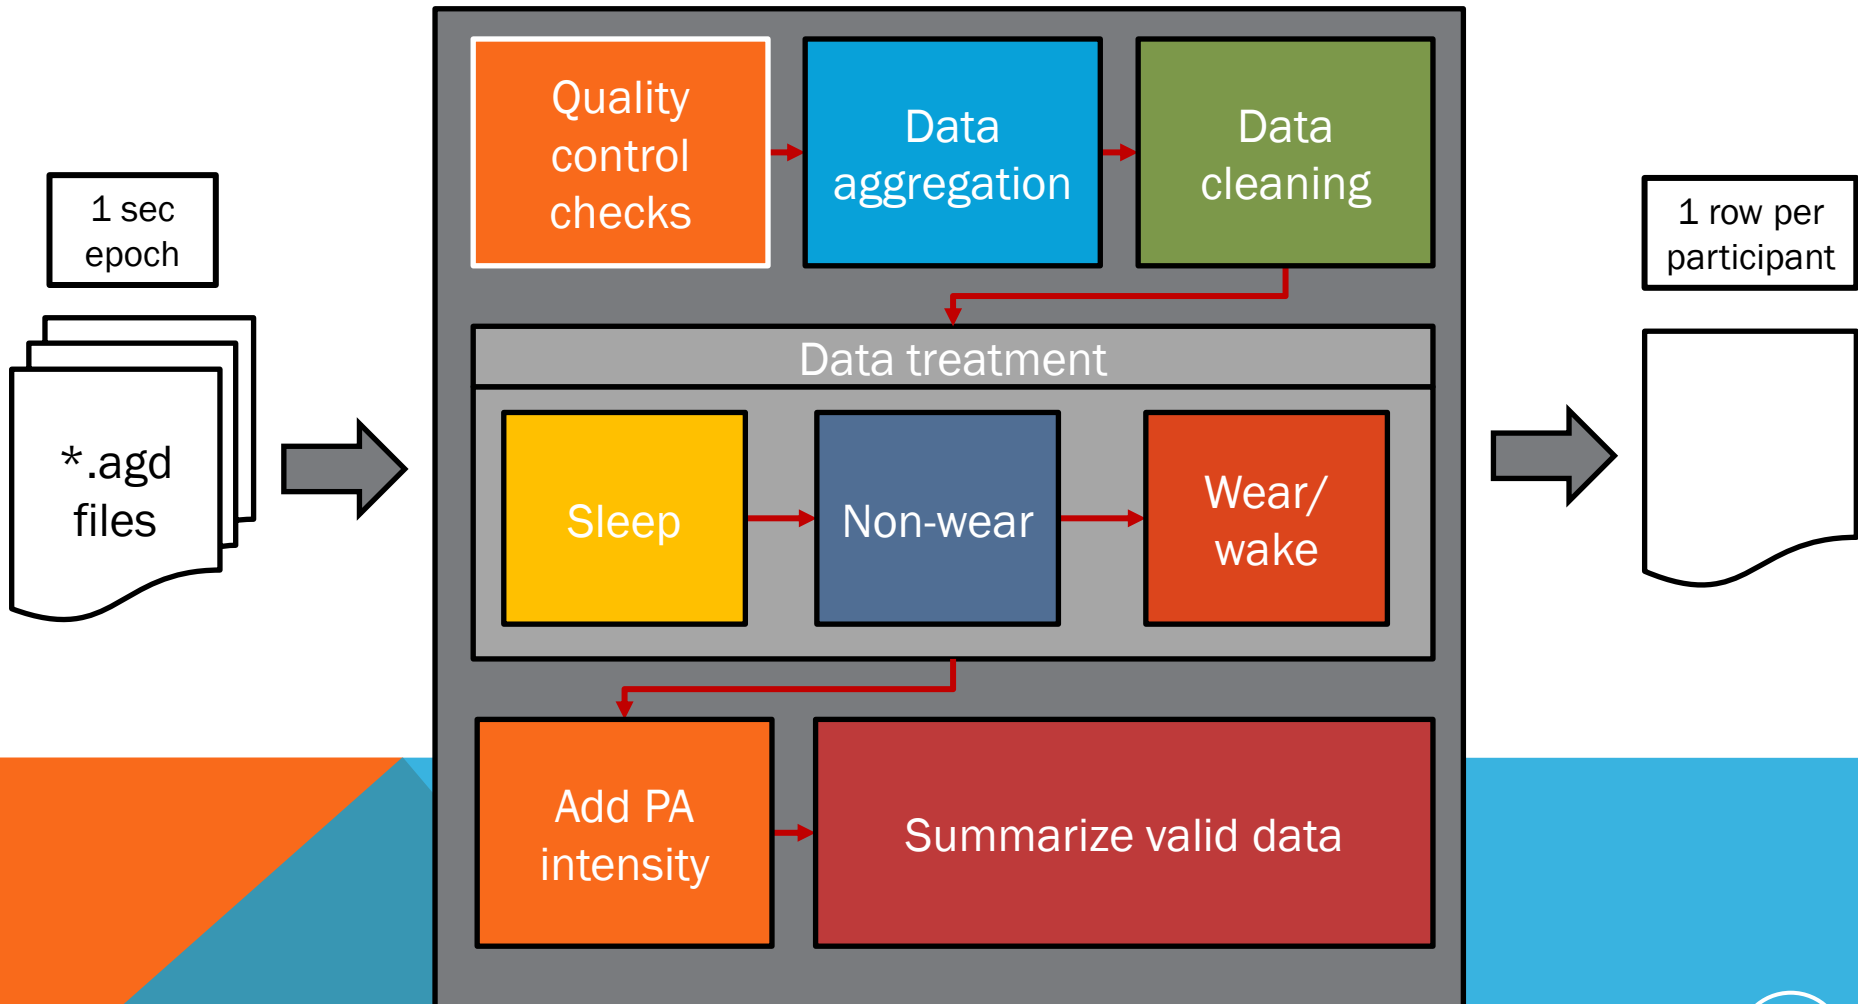 1 sec
epoch
*.agd
files
Quality
control
checks
Data
aggregation
Data
cleaning
Data treatment
Sleep
Non-wear
Wear/
wake
Add PA
intensity
Summarize valid data
1 row per
participant